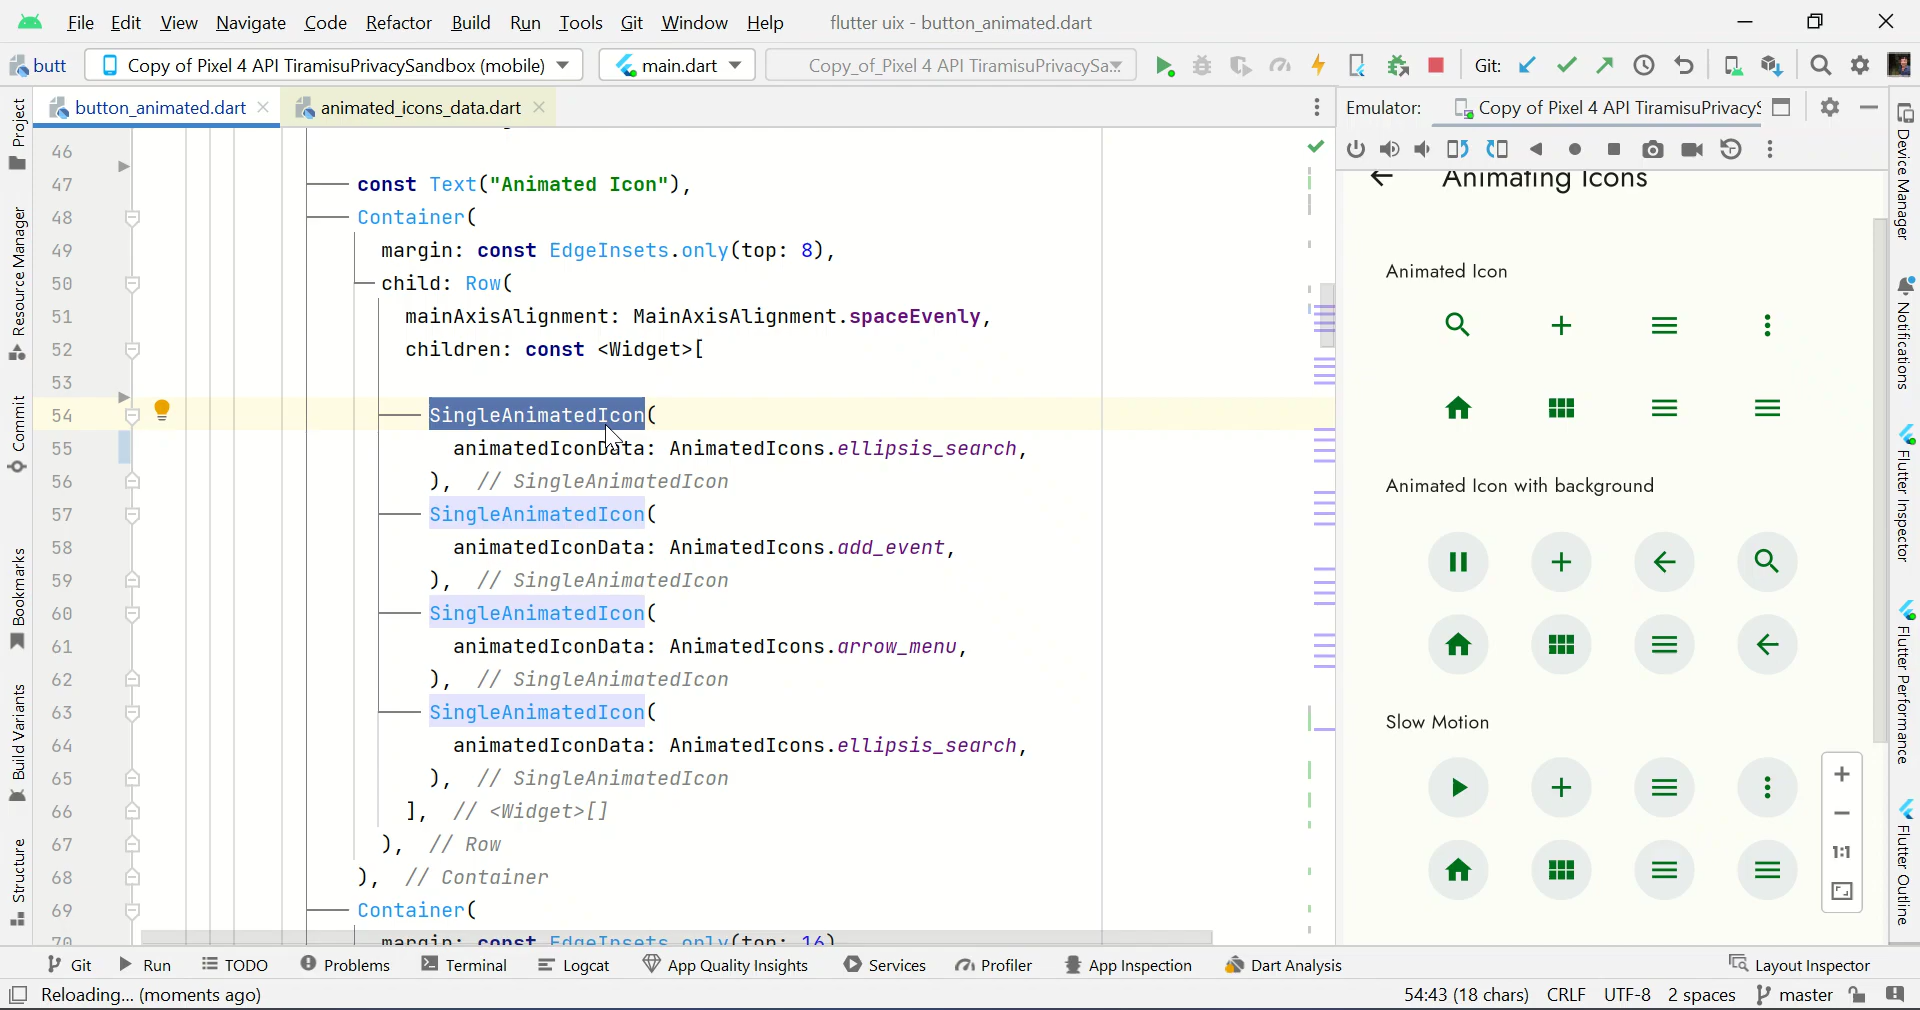 File Edit View Navigate Code Refactor Build Run Tools Git Window Help flutter uix - button_animated.dart
butt Copy of Pixel 4 API TiramisuPrivacySandbox (mobile) main.dart Copy_of_Pixel 4 API TiramisuPrivacySa... Git:
button_animated.dart animated_icons_data.dart
Emulator: Copy of Pixel 4 API TiramisuPrivacyS
Project
Resource Manager
Commit
Bookmarks
Build Variants
Structure
46
47 const Text("Animated Icon"),
48 Container(
49 margin: const EdgeInsets.only(top: 8),
50 child: Row(
51 mainAxisAlignment: MainAxisAlignment.spaceEvenly,
52 children: const <Widget>[
53
54 SingleAnimatedIcon(
55 animatedIconData: AnimatedIcons.ellipsis_search,
56 ), // SingleAnimatedIcon
57 SingleAnimatedIcon(
58 animatedIconData: AnimatedIcons.add_event,
59 ), // SingleAnimatedIcon
60 SingleAnimatedIcon(
61 animatedIconData: AnimatedIcons.arrow_menu,
62 ), // SingleAnimatedIcon
63 SingleAnimatedIcon(
64 animatedIconData: AnimatedIcons.ellipsis_search,
65 ), // SingleAnimatedIcon
66 ], // <Widget>[]
67 ), // Row
68 ), // Container
69 Container(
70 margin: const EdgeInsets.only(top: 16)
Animating Icons
Animated Icon
Animated Icon with background
Slow Motion
1:1
Device Manager
Notifications
Flutter Inspector
Flutter Performance
Flutter Outline
Git Run TODO Problems Terminal Logcat App Quality Insights Services Profiler App Inspection Dart Analysis Layout Inspector
Reloading... (moments ago) 54:43 (18 chars) CRLF UTF-8 2 spaces master